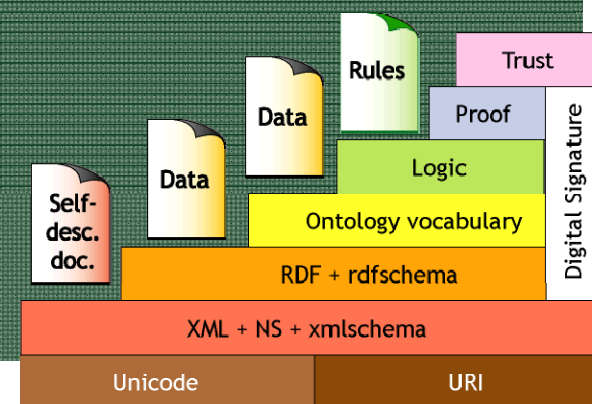 Trust
Rules
Proof
Data
Logic
Data
Digital Signature
Self-
desc.
doc.
Ontology vocabulary
RDF + rdfschema
XML + NS + xmlschema
Unicode
URI